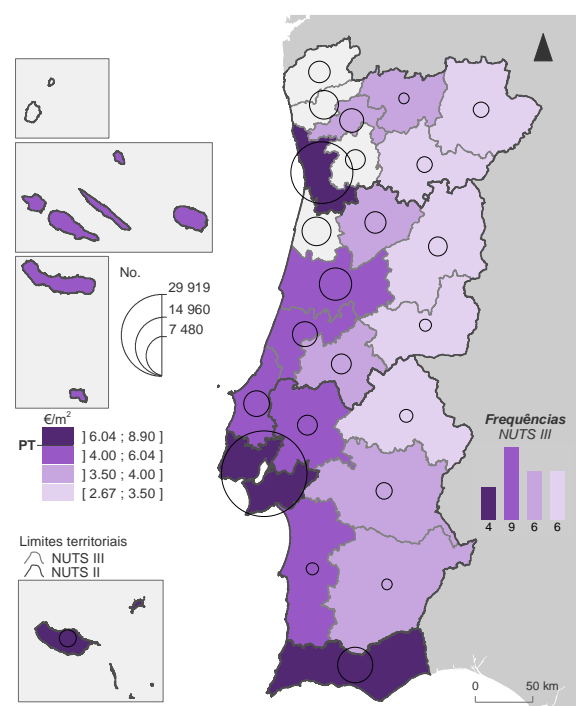 No.
29 919
14 960
7 480
€/m²
PT
] 6.04 ; 8.90 ]
] 4.00 ; 6.04 ]
] 3.50 ; 4.00 ]
[ 2.67 ; 3.50 ]
Frequências
NUTS III
4 9 6 6
Limites territoriais
NUTS III
NUTS II
0 50 km